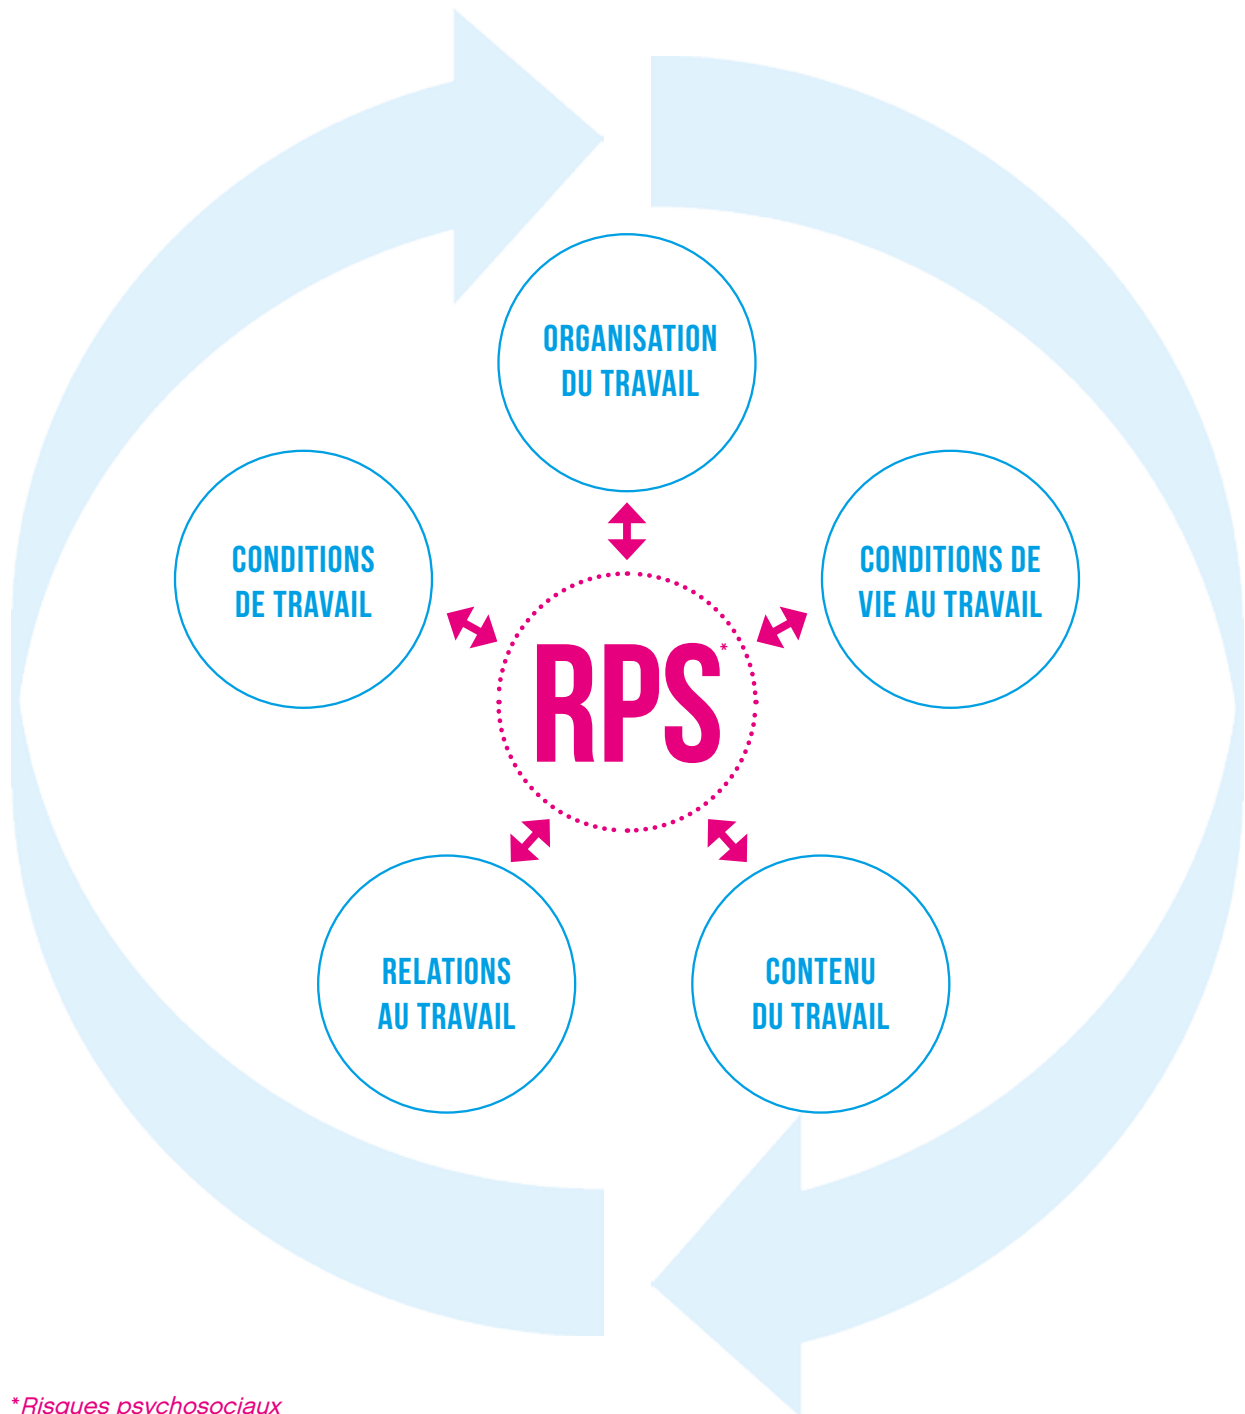 ORGANISATION
DU TRAVAIL
CONDITIONS
DE TRAVAIL
CONDITIONS DE
VIE AU TRAVAIL
RPS*
RELATIONS
AU TRAVAIL
CONTENU
DU TRAVAIL
*Risques psychosociaux